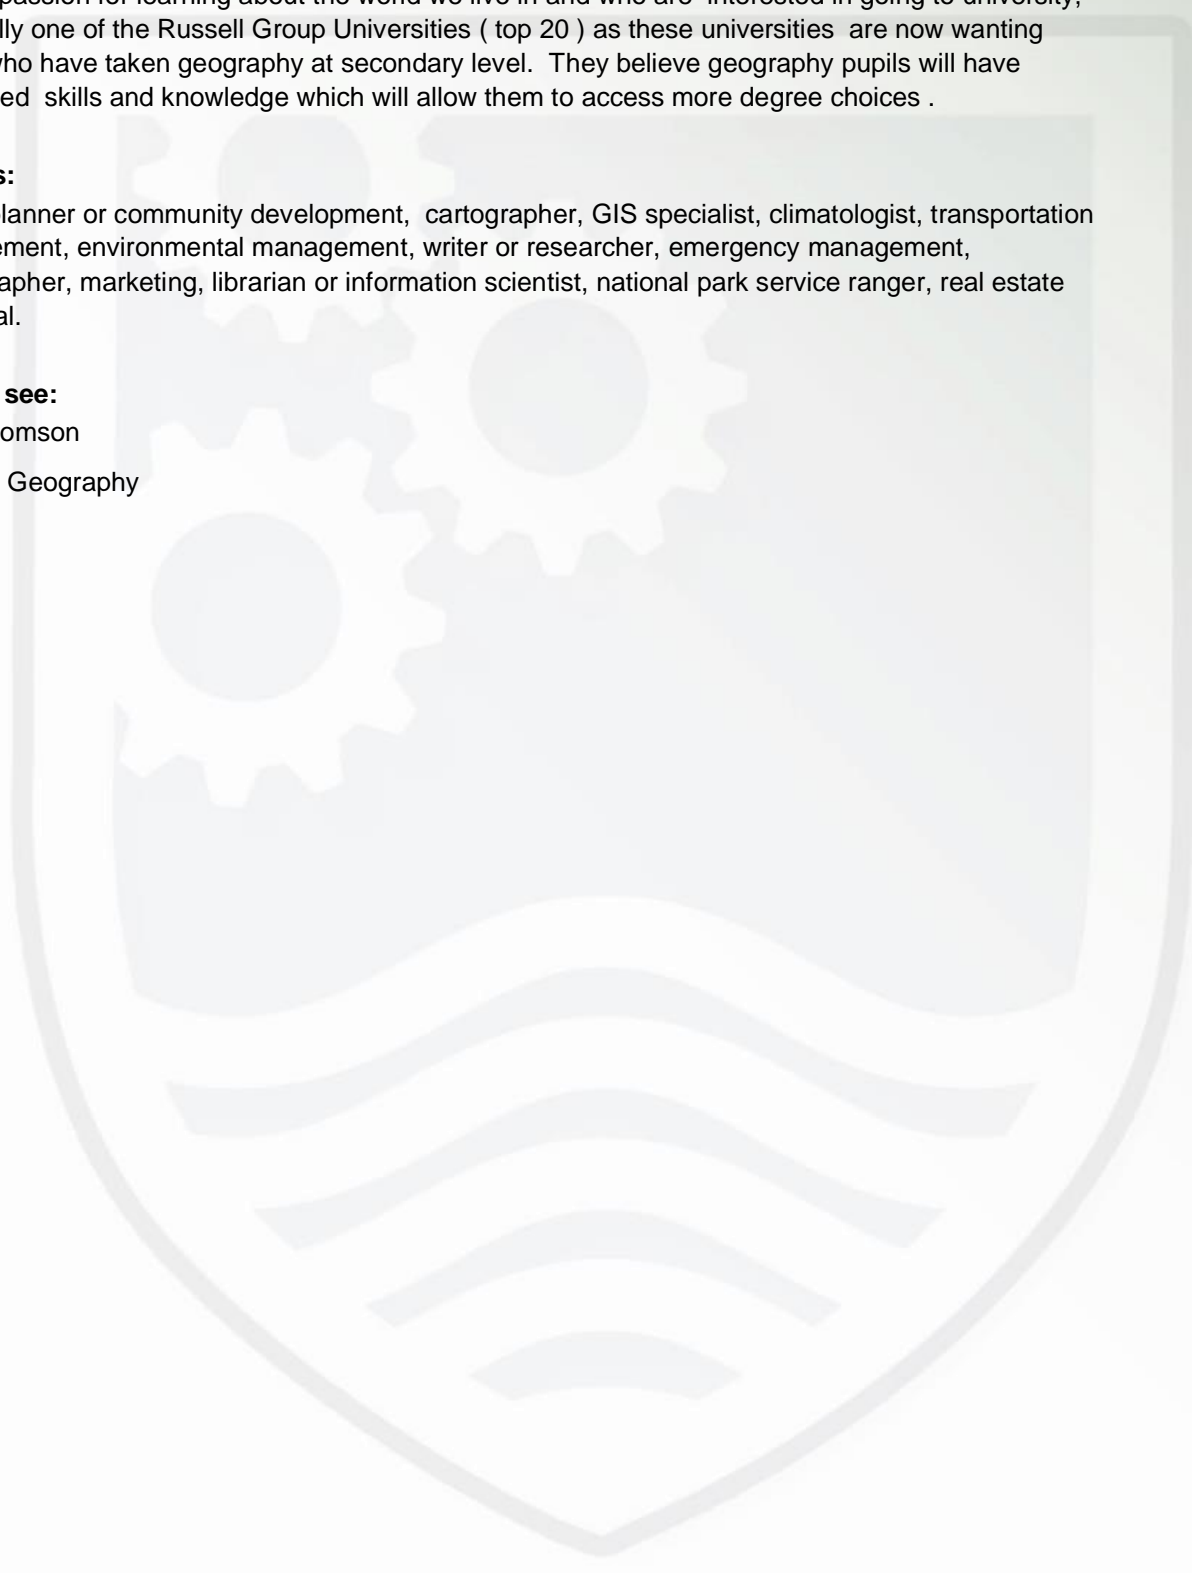 passion for learning about the world we live in and who are interested in going to university,
lly one of the Russell Group Universities ( top 20 ) as these universities are now wanting
who have taken geography at secondary level. They believe geography pupils will have
ed skills and knowledge which will allow them to access more degree choices .
s:
lanner or community development, cartographer, GIS specialist, climatologist, transportation
ement, environmental management, writer or researcher, emergency management,
apher, marketing, librarian or information scientist, national park service ranger, real estate
al.
see:
omson
Geography